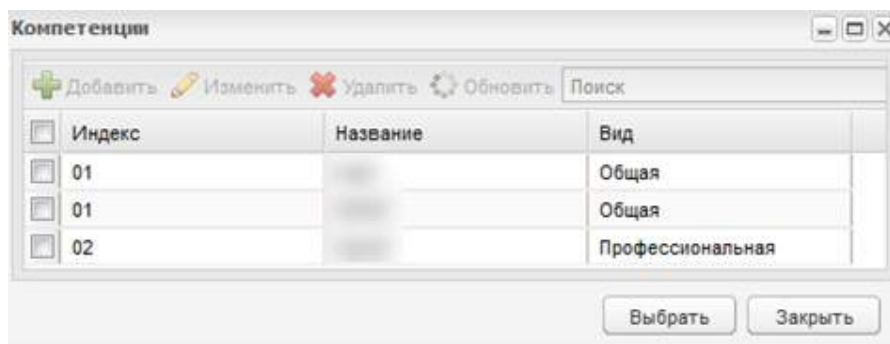 Компетенции
Добавить Изменить Удалить Обновить Поиск
Индекс Название Вид
01 Общая
01 Общая
02 Профессиональная
Выбрать Закрыть